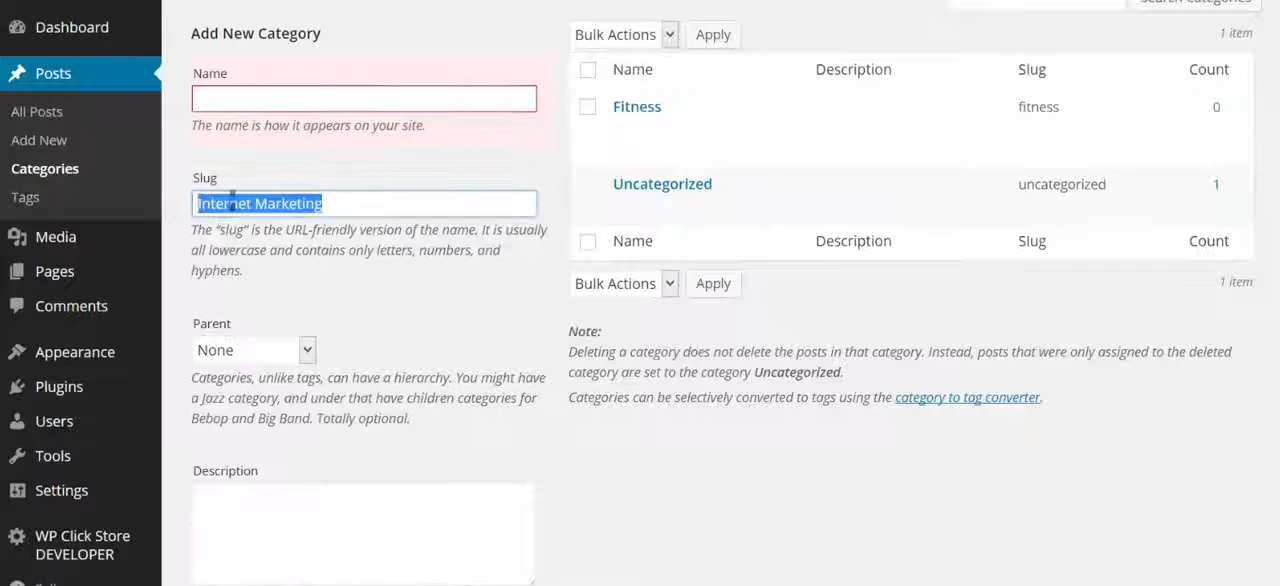 Dashboard
Posts
All Posts
Add New
Categories
Tags
Media
Pages
Comments
Appearance
Plugins
Users
Tools
Settings
WP Click Store
DEVELOPER
Add New Category
Name
The name is how it appears on your site.
Slug
Internet Marketing
The “slug” is the URL-friendly version of the name. It is usually
all lowercase and contains only letters, numbers, and
hyphens.
Parent
None
Categories, unlike tags, can have a hierarchy. You might have
a Jazz category, and under that have children categories for
Bebop and Big Band. Totally optional.
Description
Search Categories
Bulk Actions Apply 1 item
Name Description Slug Count
Fitness fitness 0
Uncategorized uncategorized 1
Name Description Slug Count
Bulk Actions Apply 1 item
Note:
Deleting a category does not delete the posts in that category. Instead, posts that were only assigned to the deleted
category are set to the category Uncategorized.
Categories can be selectively converted to tags using the category to tag converter.